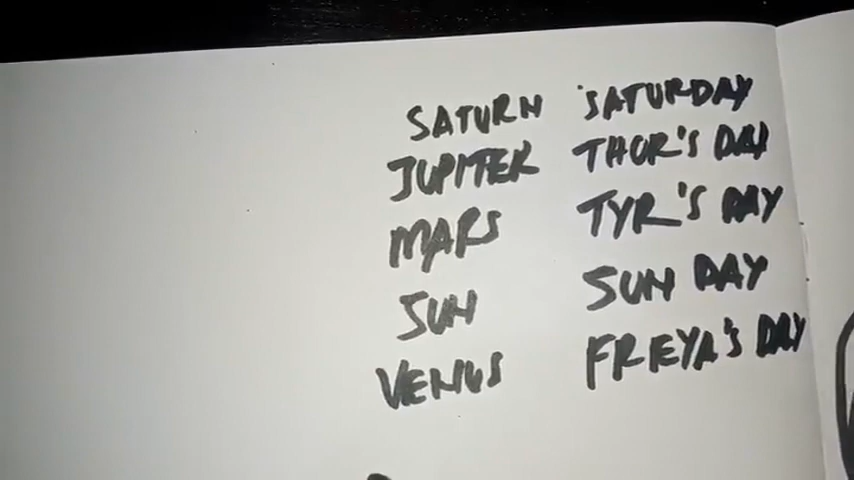 SATURN SATURDAY
JUPITER THOR'S DAY
MARS TYR'S DAY
SUN SUN DAY
VENUS FREYA'S DAY